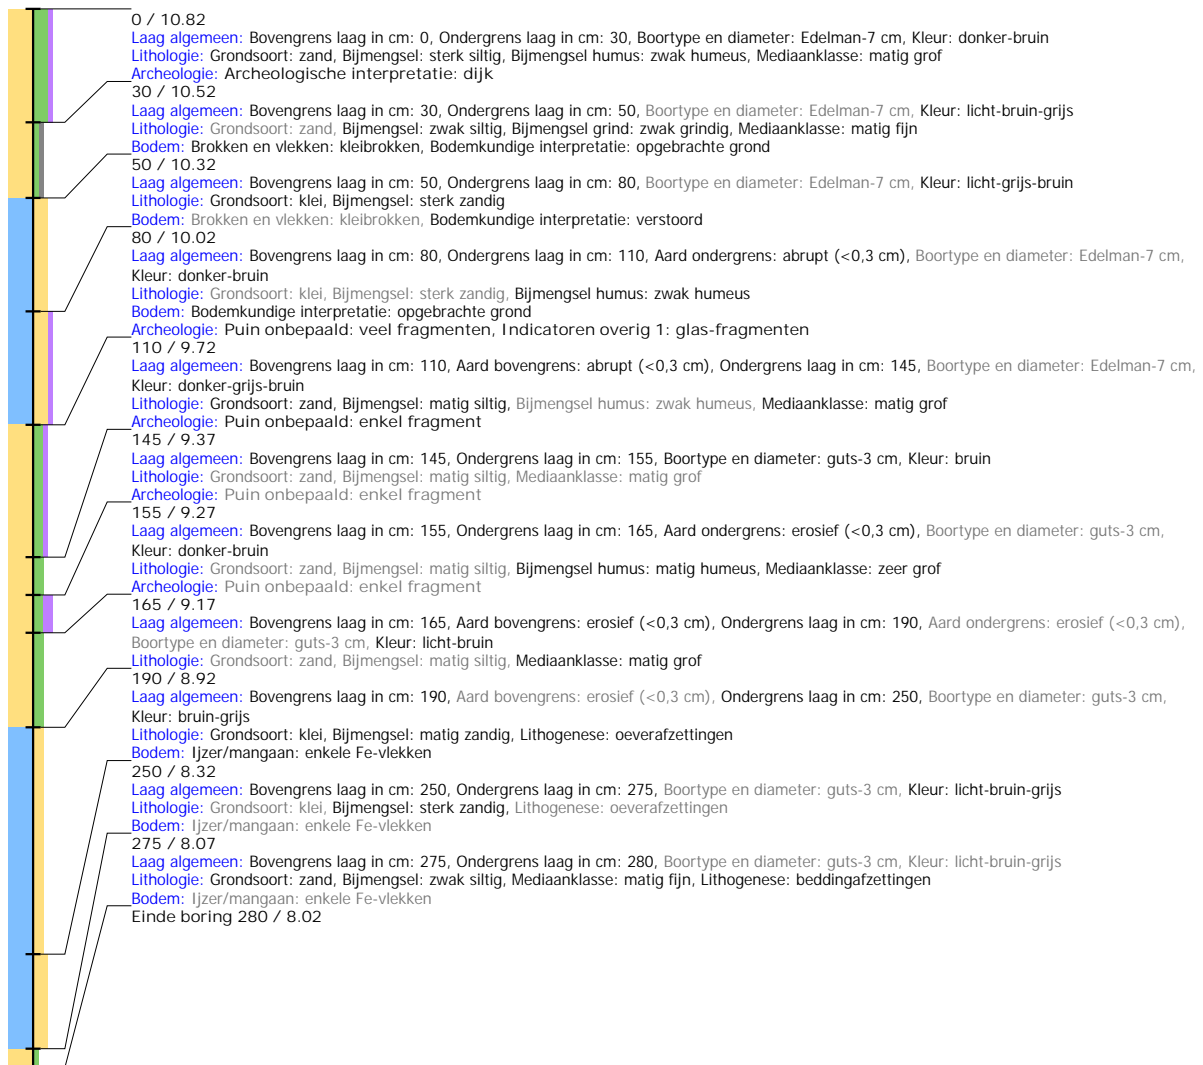 0 / 10.82
Laag algemeen: Bovengrens laag in cm: 0, Ondergrens laag in cm: 30, Boortype en diameter: Edelman-7 cm, Kleur: donker-bruin
Lithologie: Grondsoort: zand, Bijmengsel: sterk siltig, Bijmengsel humus: zwak humeus, Mediaanklasse: matig grof
Archeologie: Archeologische interpretatie: dijk
30 / 10.52
Laag algemeen: Bovengrens laag in cm: 30, Ondergrens laag in cm: 50, Boortype en diameter: Edelman-7 cm, Kleur: licht-bruin-grijs
Lithologie: Grondsoort: zand, Bijmengsel: zwak siltig, Bijmengsel grind: zwak grindig, Mediaanklasse: matig fijn
Bodem: Brokken en vlekken: kleibrokken, Bodemkundige interpretatie: opgebrachte grond
50 / 10.32
Laag algemeen: Bovengrens laag in cm: 50, Ondergrens laag in cm: 80, Boortype en diameter: Edelman-7 cm, Kleur: licht-grijs-bruin
Lithologie: Grondsoort: klei, Bijmengsel: sterk zandig
Bodem: Brokken en vlekken: kleibrokken, Bodemkundige interpretatie: verstoord
80 / 10.02
Laag algemeen: Bovengrens laag in cm: 80, Ondergrens laag in cm: 110, Aard ondergrens: abrupt (<0,3 cm), Boortype en diameter: Edelman-7 cm,
Kleur: donker-bruin
Lithologie: Grondsoort: klei, Bijmengsel: sterk zandig, Bijmengsel humus: zwak humeus
Bodem: Bodemkundige interpretatie: opgebrachte grond
Archeologie: Puin onbepaald: veel fragmenten, Indicatoren overig 1: glas-fragmenten
110 / 9.72
Laag algemeen: Bovengrens laag in cm: 110, Aard bovengrens: abrupt (<0,3 cm), Ondergrens laag in cm: 145, Boortype en diameter: Edelman-7 cm,
Kleur: donker-grijs-bruin
Lithologie: Grondsoort: zand, Bijmengsel: matig siltig, Bijmengsel humus: zwak humeus, Mediaanklasse: matig grof
Archeologie: Puin onbepaald: enkel fragment
145 / 9.37
Laag algemeen: Bovengrens laag in cm: 145, Ondergrens laag in cm: 155, Boortype en diameter: guts-3 cm, Kleur: bruin
Lithologie: Grondsoort: zand, Bijmengsel: matig siltig, Mediaanklasse: matig grof
Archeologie: Puin onbepaald: enkel fragment
155 / 9.27
Laag algemeen: Bovengrens laag in cm: 155, Ondergrens laag in cm: 165, Aard ondergrens: erosief (<0,3 cm), Boortype en diameter: guts-3 cm,
Kleur: donker-bruin
Lithologie: Grondsoort: zand, Bijmengsel: matig siltig, Bijmengsel humus: matig humeus, Mediaanklasse: zeer grof
Archeologie: Puin onbepaald: enkel fragment
165 / 9.17
Laag algemeen: Bovengrens laag in cm: 165, Aard bovengrens: erosief (<0,3 cm), Ondergrens laag in cm: 190, Aard ondergrens: erosief (<0,3 cm),
Boortype en diameter: guts-3 cm, Kleur: licht-bruin
Lithologie: Grondsoort: zand, Bijmengsel: matig siltig, Mediaanklasse: matig grof
190 / 8.92
Laag algemeen: Bovengrens laag in cm: 190, Aard bovengrens: erosief (<0,3 cm), Ondergrens laag in cm: 250, Boortype en diameter: guts-3 cm,
Kleur: bruin-grijs
Lithologie: Grondsoort: klei, Bijmengsel: matig zandig, Lithogenese: oeverafzettingen
Bodem: Ijzer/mangaan: enkele Fe-vlekken
250 / 8.32
Laag algemeen: Bovengrens laag in cm: 250, Ondergrens laag in cm: 275, Boortype en diameter: guts-3 cm, Kleur: licht-bruin-grijs
Lithologie: Grondsoort: klei, Bijmengsel: sterk zandig, Lithogenese: oeverafzettingen
Bodem: Ijzer/mangaan: enkele Fe-vlekken
275 / 8.07
Laag algemeen: Bovengrens laag in cm: 275, Ondergrens laag in cm: 280, Boortype en diameter: guts-3 cm, Kleur: licht-bruin-grijs
Lithologie: Grondsoort: zand, Bijmengsel: zwak siltig, Mediaanklasse: matig fijn, Lithogenese: beddingafzettingen
Bodem: Ijzer/mangaan: enkele Fe-vlekken
Einde boring 280 / 8.02